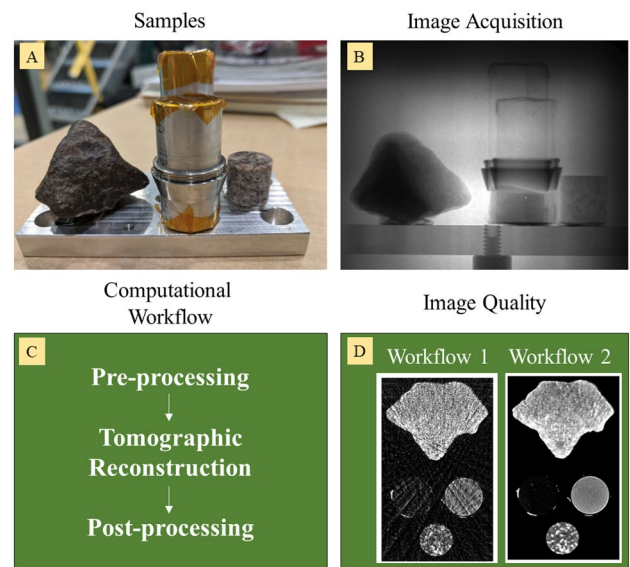 Samples
Image Acquisition
A
B
Computational
Workflow
Image Quality
C
Pre-processing
Tomographic
Reconstruction
Post-processing
D
Workflow 1
Workflow 2